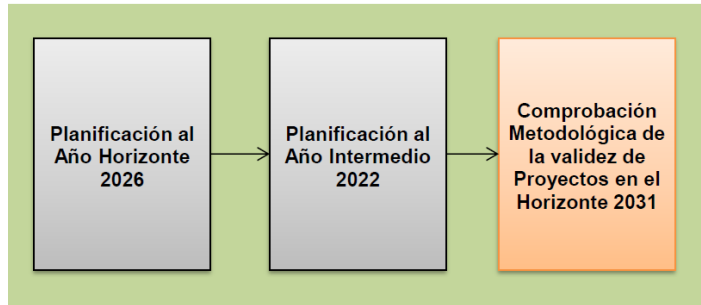 Planificación al
Año Horizonte
2026
Planificación al
Año Intermedio
2022
Comprobación
Metodológica de
la validez de
Proyectos en el
Horizonte 2031